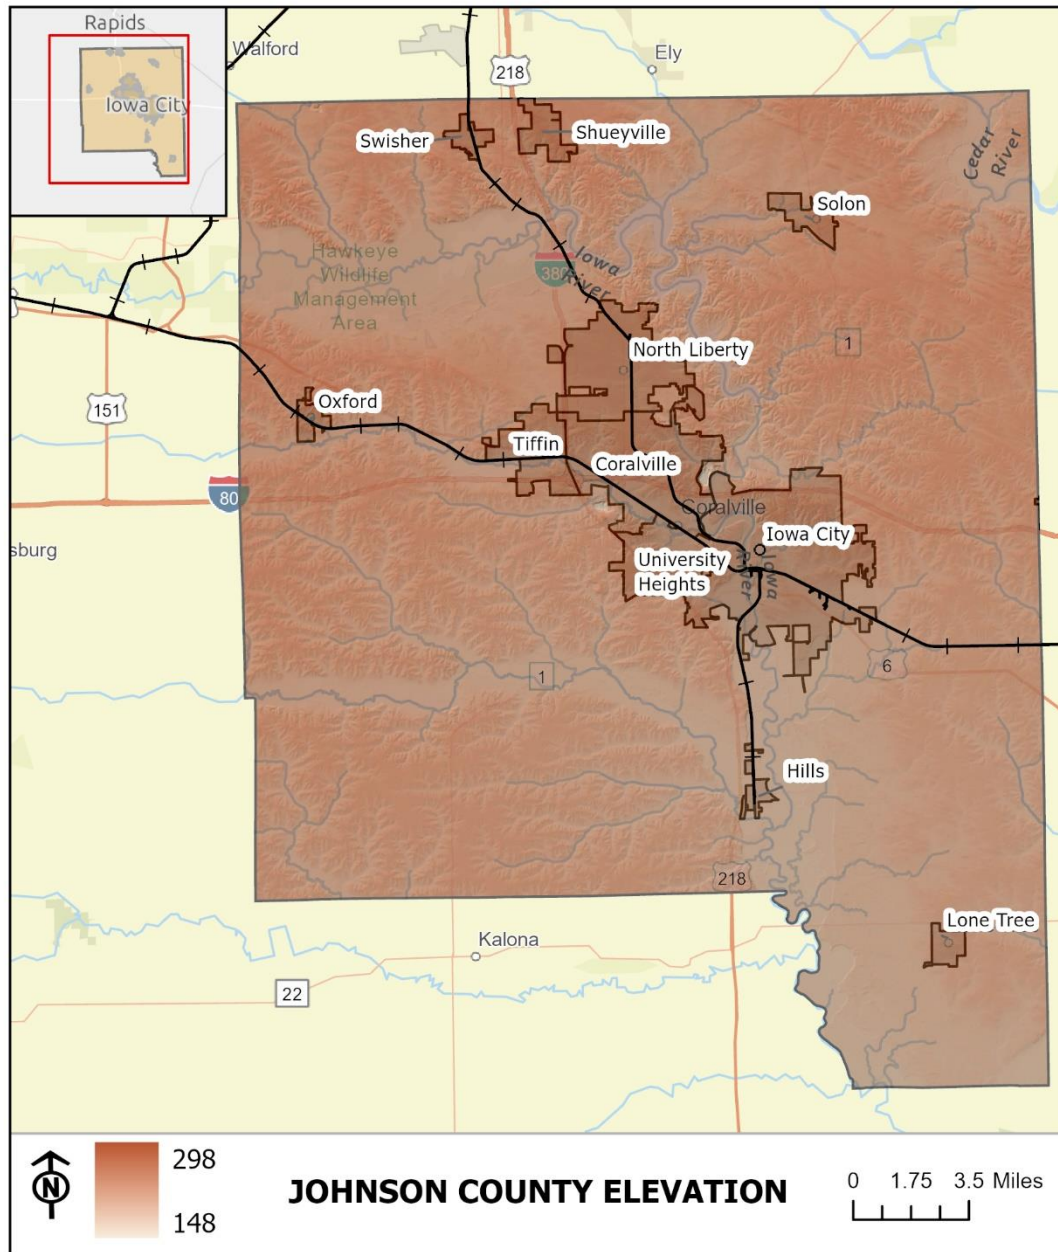 Rapids
Iowa City
Walford
218
Ely
Swisher
Shueyville
Cedar
River
Solon
Hawkeye
Wildlife
Management
Area
380
Iowa
River
North Liberty
1
151
Oxford
Tiffin
Coralville
80
Coralville
sburg
Iowa City
University
Heights
Iowa
River
6
1
Hills
218
Lone Tree
Kalona
22
N
298
148
JOHNSON COUNTY ELEVATION
0 1.75 3.5 Miles